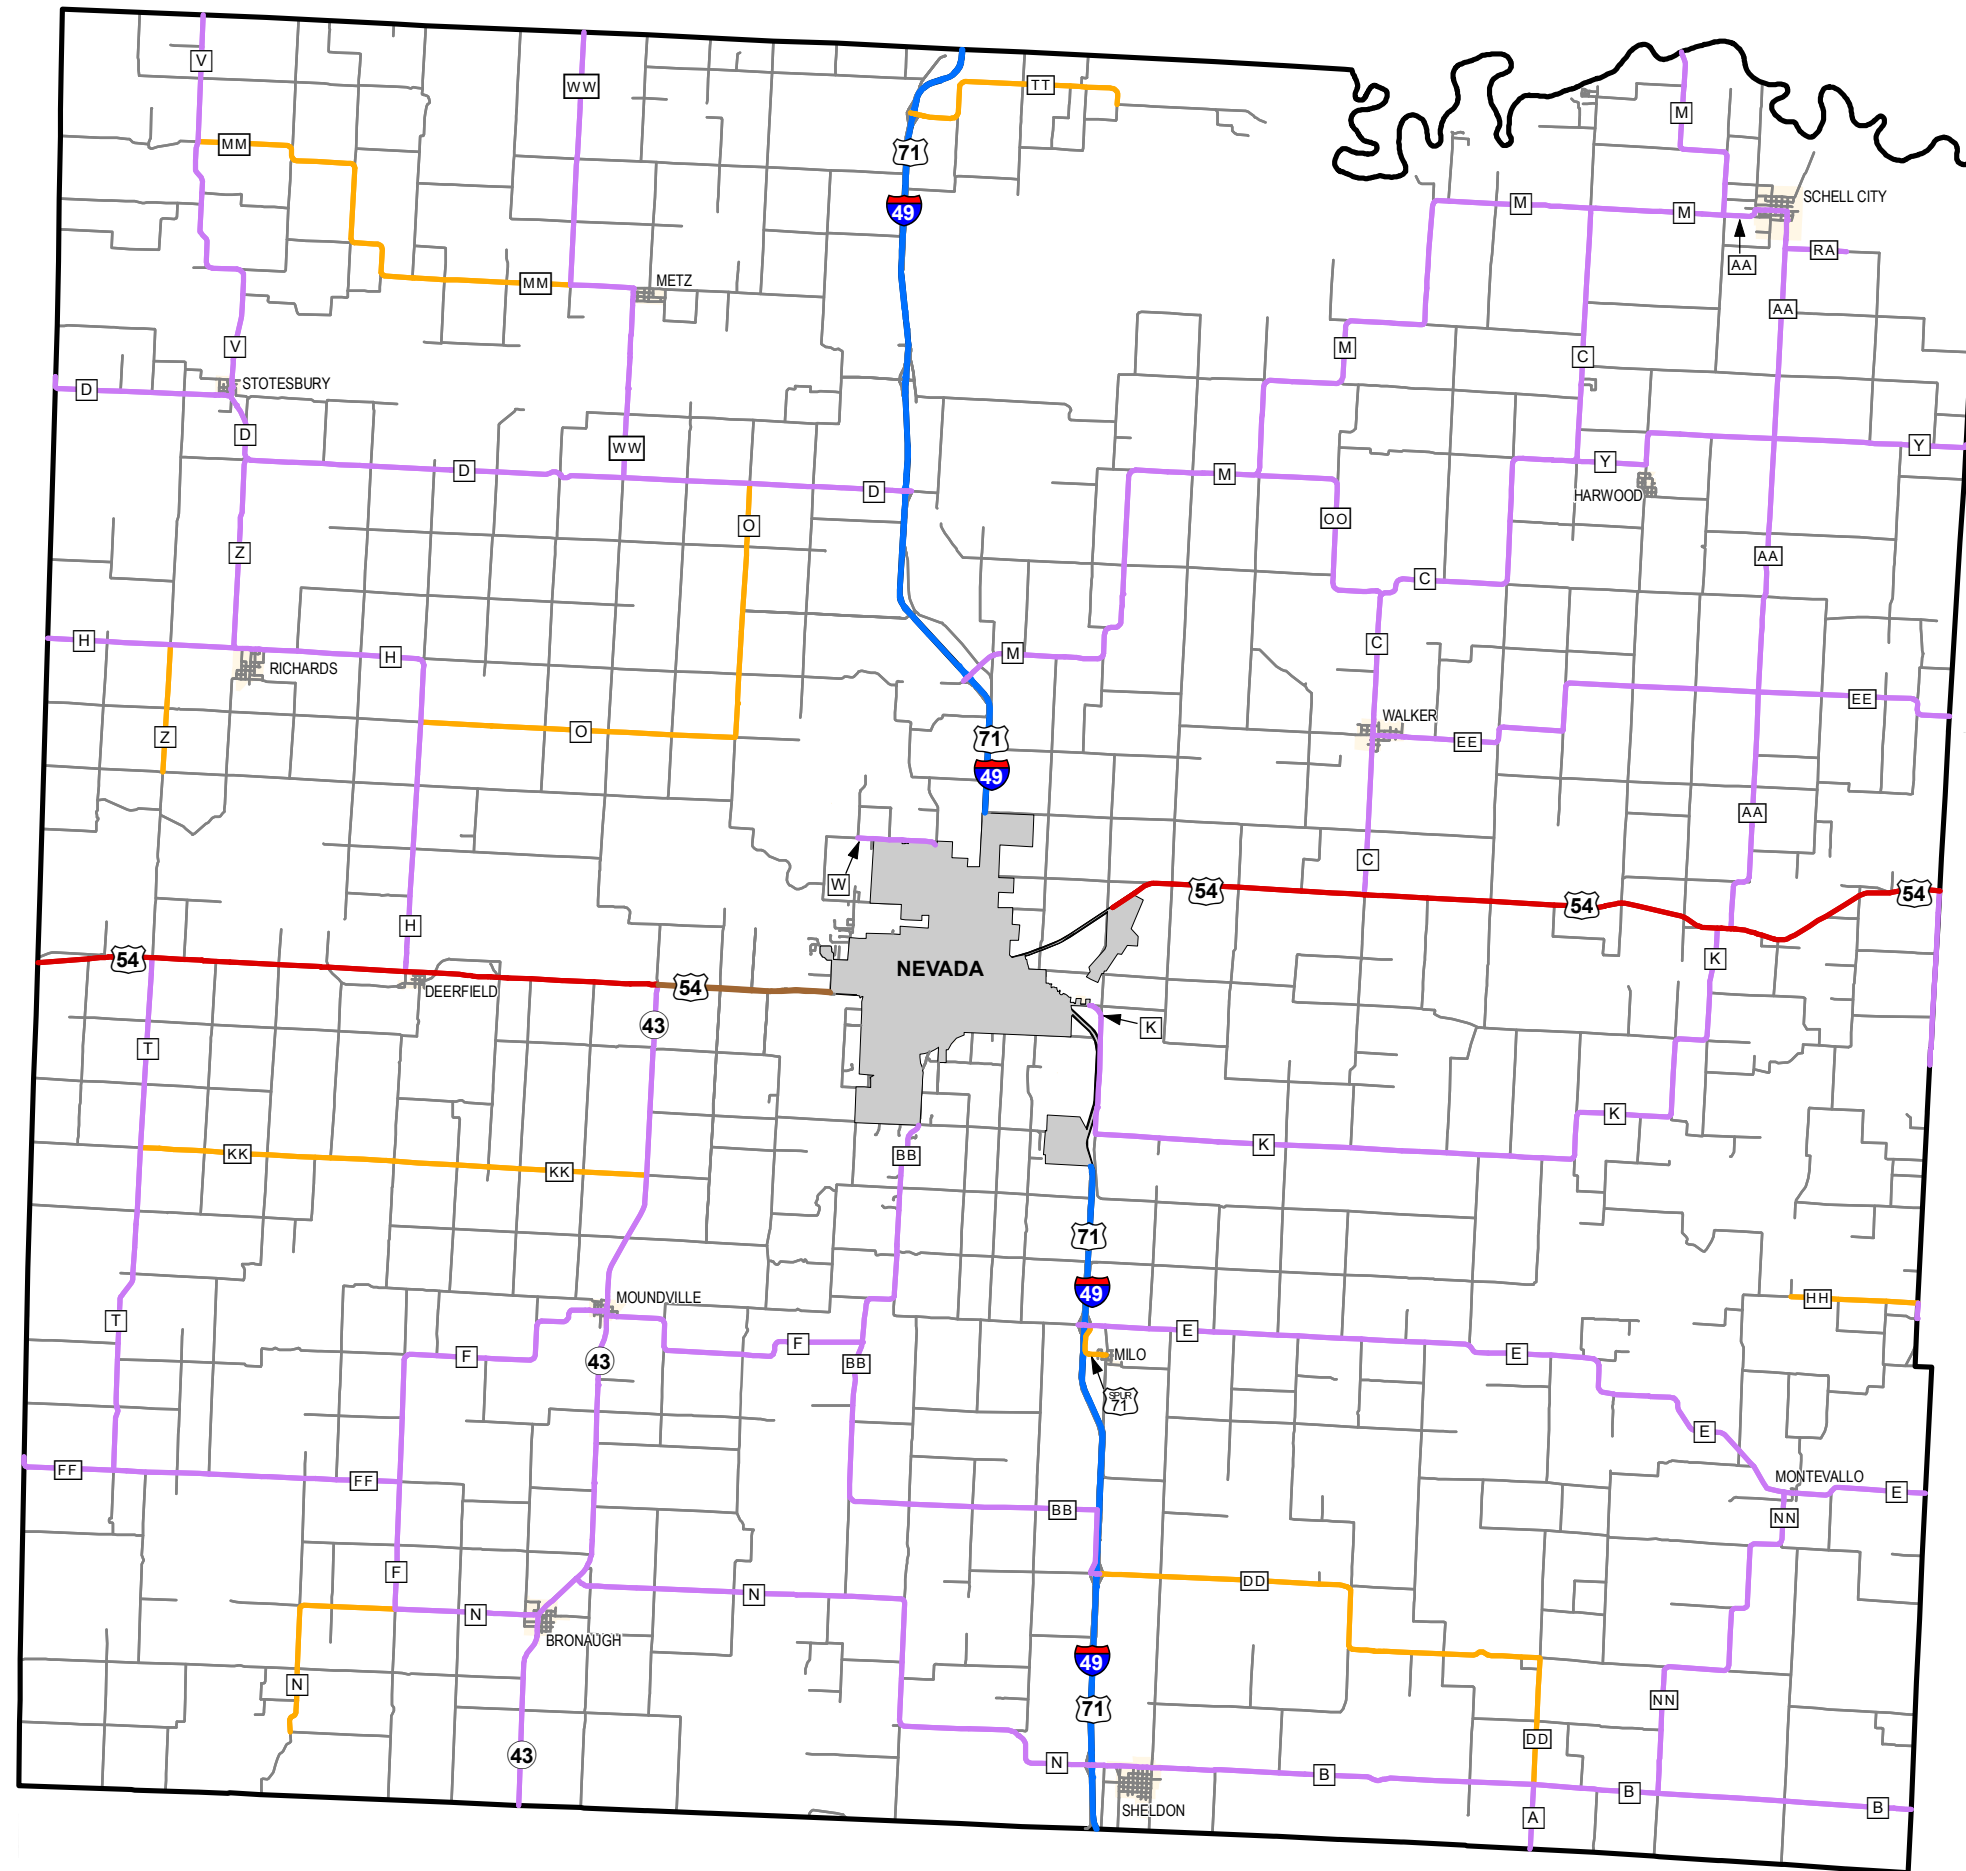 V
WW
TT
M
MM
71
49
SCHELL CITY
M
M
AA
RA
MM
METZ
AA
V
M
C
STOTESBURY
D
D
WW
Y
D
M
Y
D
HARWOOD
O
OO
Z
AA
C
H
H
M
C
RICHARDS
EE
Z
O
71
WALKER
EE
49
AA
C
W
54
54
54
H
54
NEVADA
K
DEERFIELD
54
43
K
T
K
K
KK
KK
BB
71
49
HH
MOUNDVILLE
T
F
E
F
43
BB
MILO
E
SPUR
71
E
FF
FF
MONTEVALLO
E
BB
NN
F
DD
N
N
BRONAUGH
49
N
NN
71
DD
43
N
B
B
SHELDON
B
A